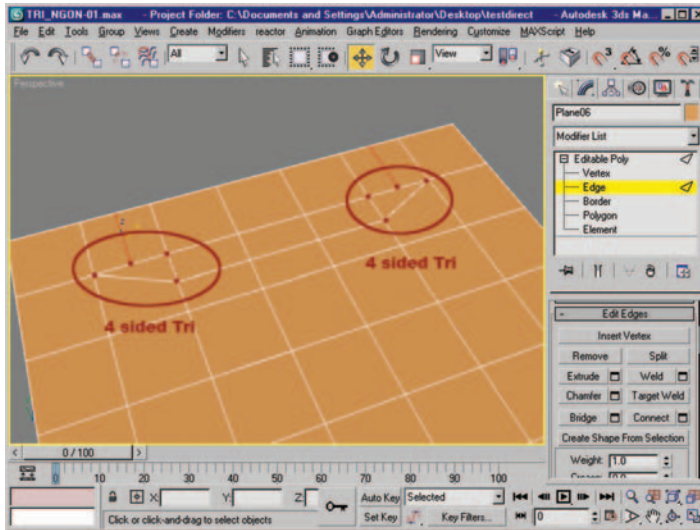 TRI_NGON-01.max - Project Folder: C:\Documents and Settings\Administrator\Desktop\testdirect - Autodesk 3ds Ma...
File Edit Tools Group Views Create Modifiers reactor Animation Graph Editors Rendering Customize MAXScript Help
All
View
Perspective
Plane06
Modifier List
Editable Poly
Vertex
Edge
Border
Polygon
Element
z
4 sided Tri
4 sided Tri
Edit Edges
Insert Vertex
Remove Split
Extrude Weld
Chamfer Target Weld
Bridge Connect
Create Shape From Selection
Weight: 1.0
0 / 100
0 10 20 30 40 50 60 70 80 90 100
X: Y: Z:
Auto Key Selected
Click or click-and-drag to select objects
Set Key Key Filters...
0